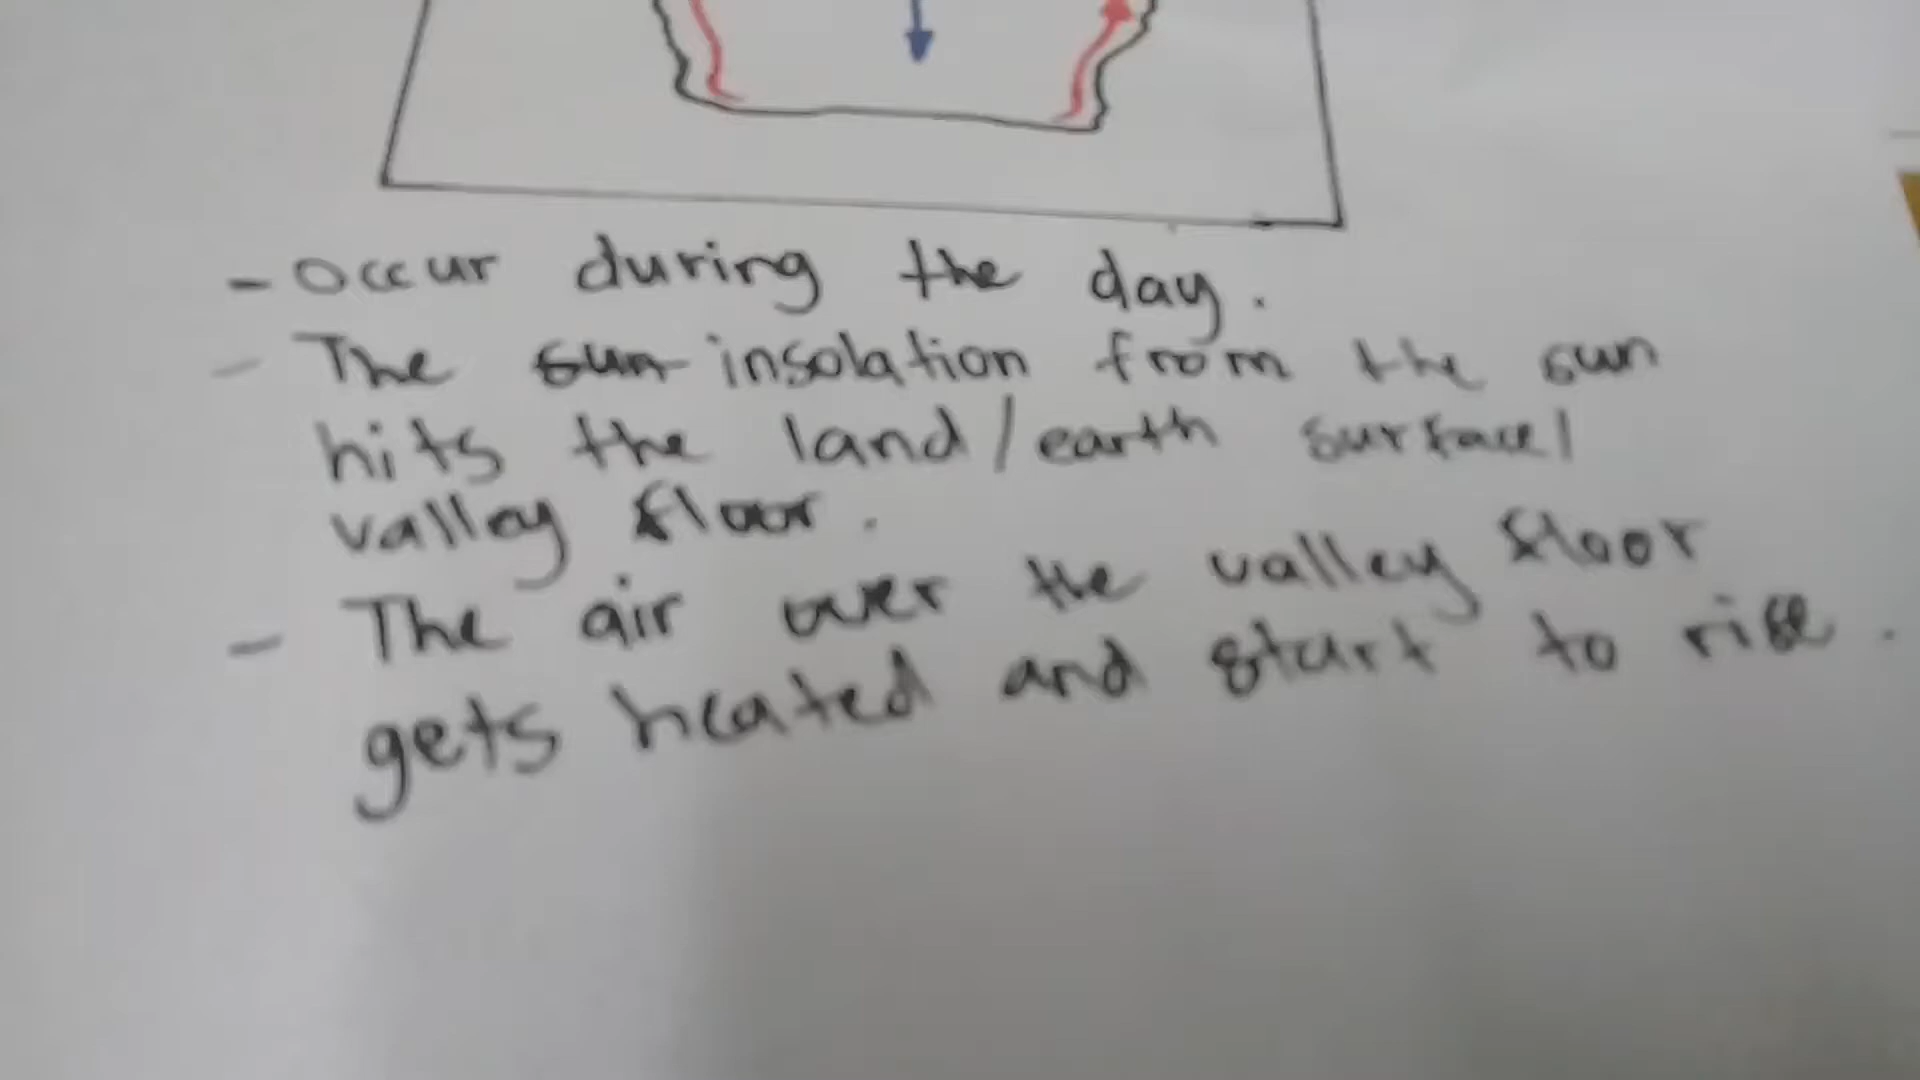 - Occur during the day.
- The sun insolation from the sun
hits the land/earth surface/
valley floor.
- The air over the valley floor
gets heated and start to rise.